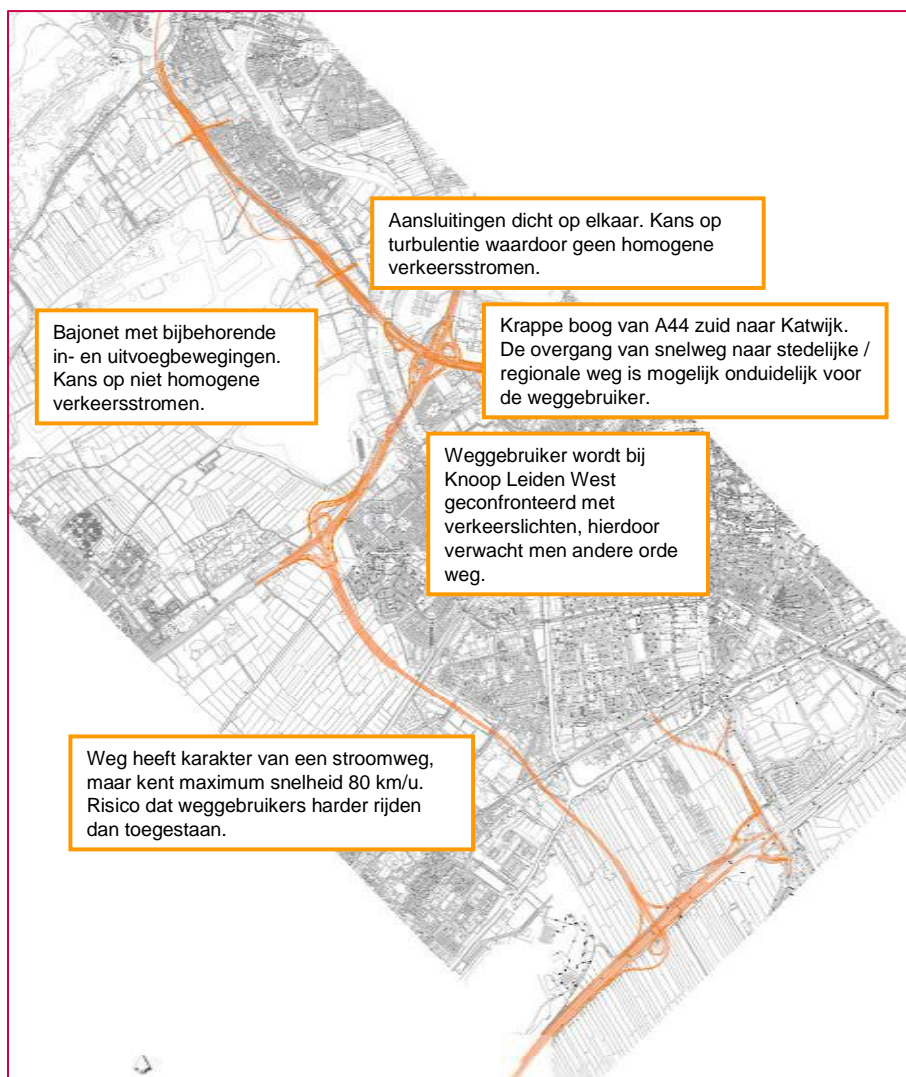 Aansluitingen dicht op elkaar. Kans op
turbulentie waardoor geen homogene
verkeersstromen.
Bajonet met bijbehorende
in- en uitvoegbewegingen.
Kans op niet homogene
verkeersstromen.
Krappe boog van A44 zuid naar Katwijk.
De overgang van snelweg naar stedelijke /
regionale weg is mogelijk onduidelijk voor
de weggebruiker.
Weggebruiker wordt bij
Knoop Leiden West
geconfronteerd met
verkeerslichten, hierdoor
verwacht men andere orde
weg.
Weg heeft karakter van een stroomweg,
maar kent maximum snelheid 80 km/u.
Risico dat weggebruikers harder rijden
dan toegestaan.